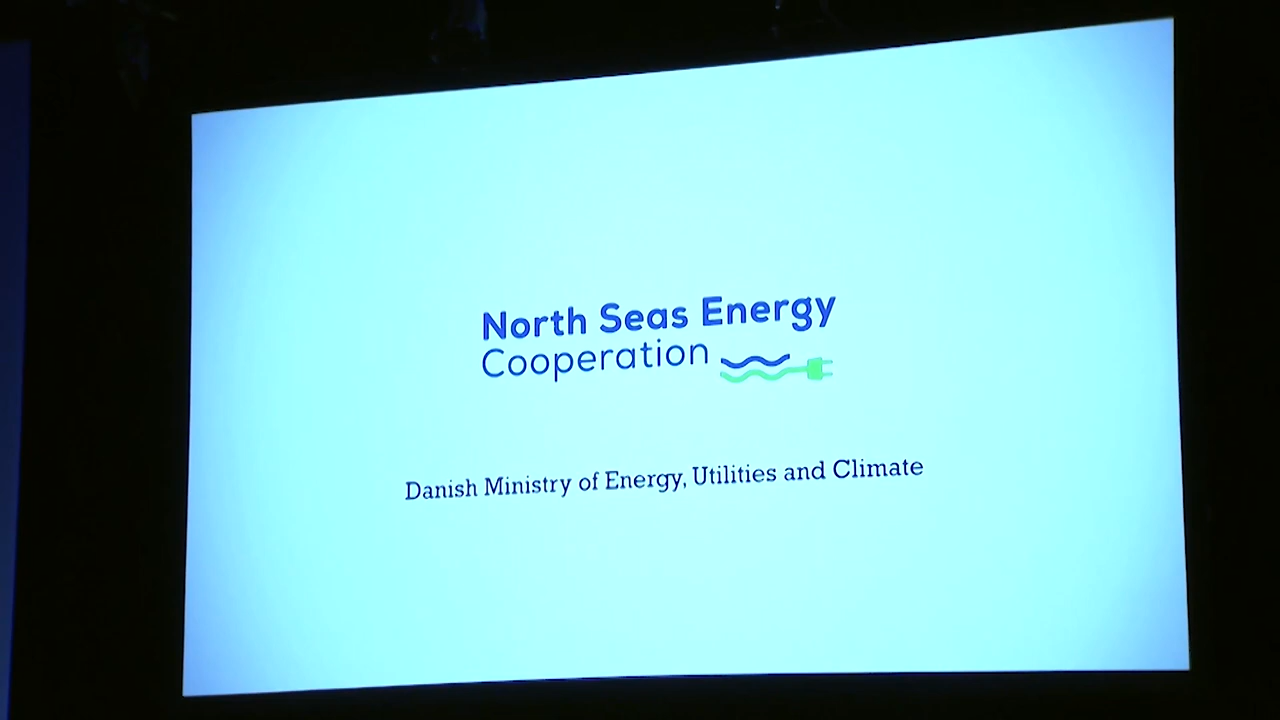 North Seas Energy
Cooperation
Danish Ministry of Energy, Utilities and Climate